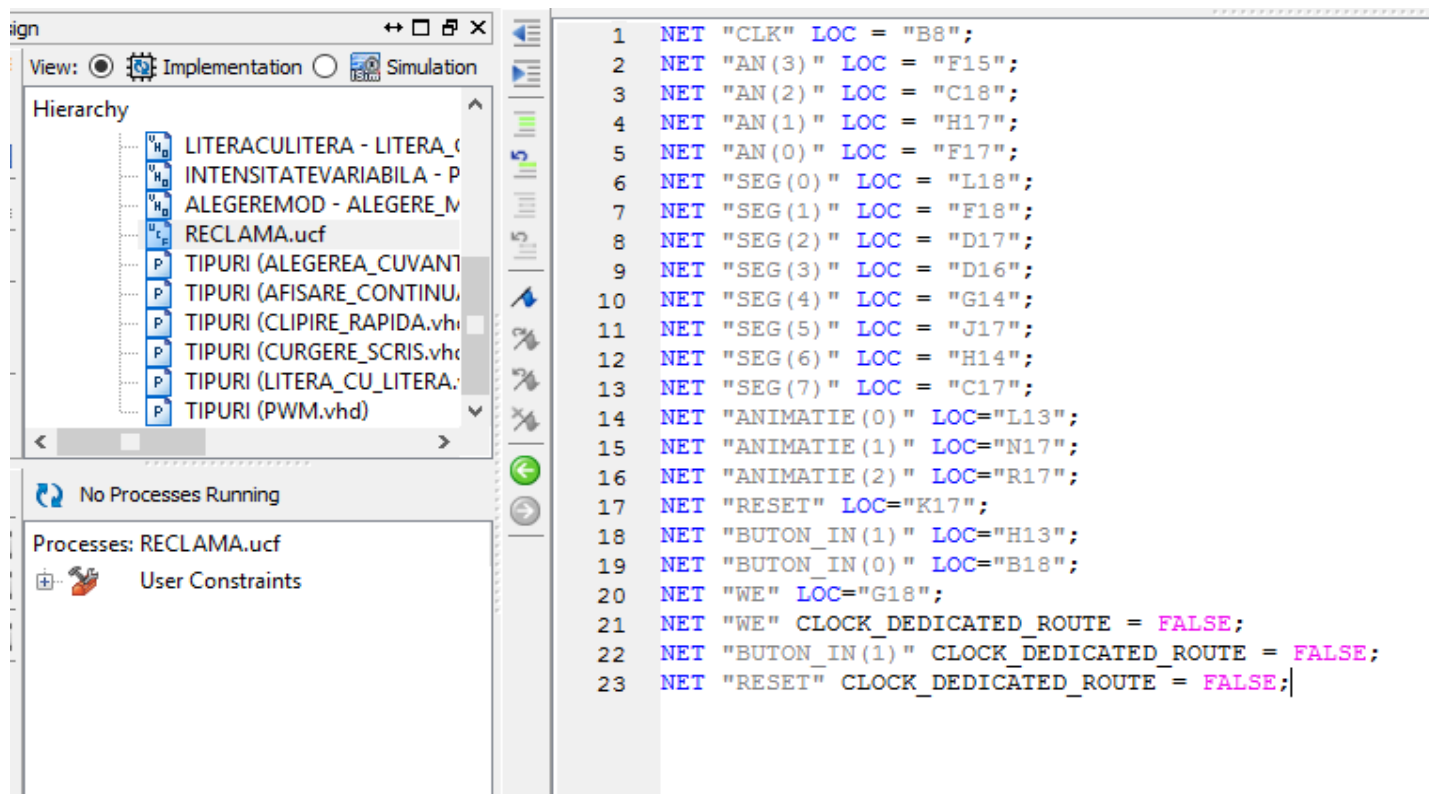 ign
View: Implementation Simulation
Hierarchy
LITERACULITERA - LITERA_
INTENSITATEVARIABILA - P
ALEGEREMOD - ALEGERE_M
RECLAMA.ucf
TIPURI (ALEGEREA_CUVANT
TIPURI (AFISARE_CONTINU
TIPURI (CLIPIRE_RAPIDA.vh
TIPURI (CURGERE_SCRIS.vh
TIPURI (LITERA_CU_LITERA.
TIPURI (PWM.vhd)
No Processes Running
Processes: RECLAMA.ucf
User Constraints
1 NET "CLK" LOC = "B8";
2 NET "AN(3)" LOC = "F15";
3 NET "AN(2)" LOC = "C18";
4 NET "AN(1)" LOC = "H17";
5 NET "AN(0)" LOC = "F17";
6 NET "SEG(0)" LOC = "L18";
7 NET "SEG(1)" LOC = "F18";
8 NET "SEG(2)" LOC = "D17";
9 NET "SEG(3)" LOC = "D16";
10 NET "SEG(4)" LOC = "G14";
11 NET "SEG(5)" LOC = "J17";
12 NET "SEG(6)" LOC = "H14";
13 NET "SEG(7)" LOC = "C17";
14 NET "ANIMATIE(0)" LOC="L13";
15 NET "ANIMATIE(1)" LOC="N17";
16 NET "ANIMATIE(2)" LOC="R17";
17 NET "RESET" LOC="K17";
18 NET "BUTON_IN(1)" LOC="H13";
19 NET "BUTON_IN(0)" LOC="B18";
20 NET "WE" LOC="G18";
21 NET "WE" CLOCK_DEDICATED_ROUTE = FALSE;
22 NET "BUTON_IN(1)" CLOCK_DEDICATED_ROUTE = FALSE;
23 NET "RESET" CLOCK_DEDICATED_ROUTE = FALSE;